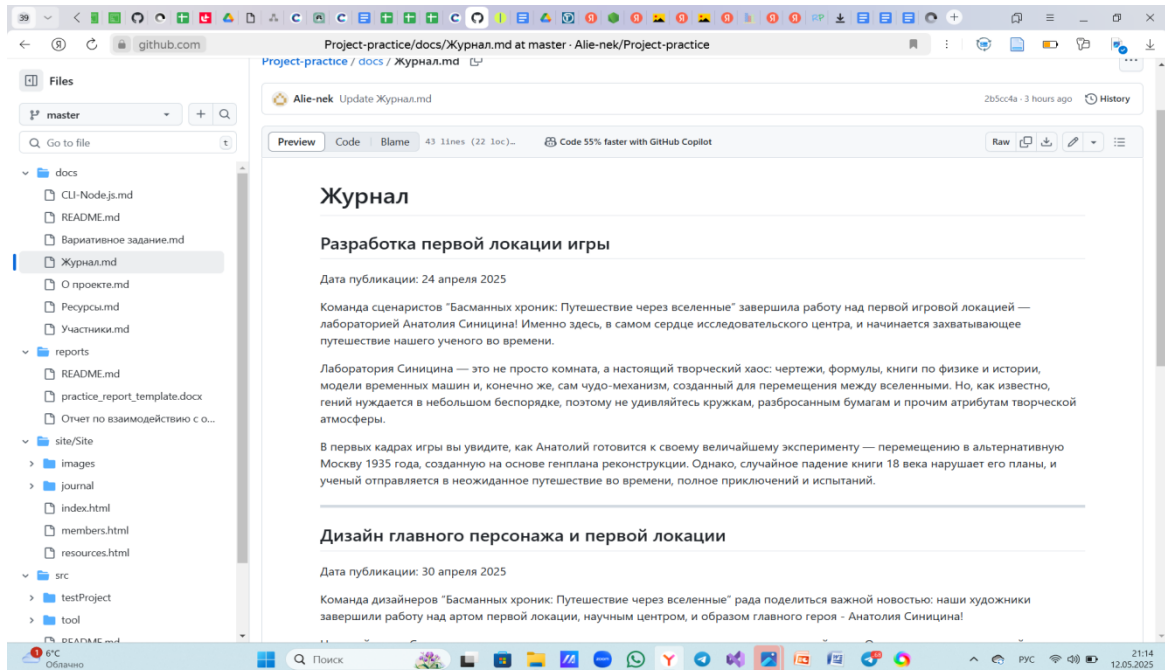 39
github.com
Project-practice/docs/Журнал.md at master · Alie-nek/Project-practice
Files
master
Go to file
t
docs
CLI-Node.js.md
README.md
Вариативное задание.md
Журнал.md
О проекте.md
Ресурсы.md
Участники.md
reports
README.md
practice_report_template.docx
Отчет по взаимодействию с о...
site/Site
images
journal
index.html
members.html
resources.html
src
testProject
tool
README.md
Project-practice / docs / Журнал.md
Alie-nek Update Журнал.md
2b5cc4a · 3 hours ago
History
Preview
Code
Blame
43 lines (22 loc)...
Code 55% faster with GitHub Copilot
Raw
Журнал
Разработка первой локации игры
Дата публикации: 24 апреля 2025
Команда сценаристов "Басманных хроник: Путешествие через вселенные" завершила работу над первой игровой локацией —
лабораторией Анатолия Синицина! Именно здесь, в самом сердце исследовательского центра, и начинается захватывающее
путешествие нашего ученого во времени.
Лаборатория Синицина — это не просто комната, а настоящий творческий хаос: чертежи, формулы, книги по физике и истории,
модели временных машин и, конечно же, сам чудо-механизм, созданный для перемещения между вселенными. Но, как известно,
гений нуждается в небольшом беспорядке, поэтому не удивляйтесь кружкам, разбросанным бумагам и прочим атрибутам творческой
атмосферы.
В первых кадрах игры вы увидите, как Анатолий готовится к своему величайшему эксперименту — перемещению в альтернативную
Москву 1935 года, созданную на основе генплана реконструкции. Однако, случайное падение книги 18 века нарушает его планы, и
ученый отправляется в неожиданное путешествие во времени, полное приключений и испытаний.
Дизайн главного персонажа и первой локации
Дата публикации: 30 апреля 2025
Команда дизайнеров "Басманных хроник: Путешествие через вселенные" рада поделиться важной новостью: наши художники
завершили работу над артом первой локации, научным центром, и образом главного героя - Анатолия Синицина!
6°C
Облачно
Поиск
РУС
21:14
12.05.2025